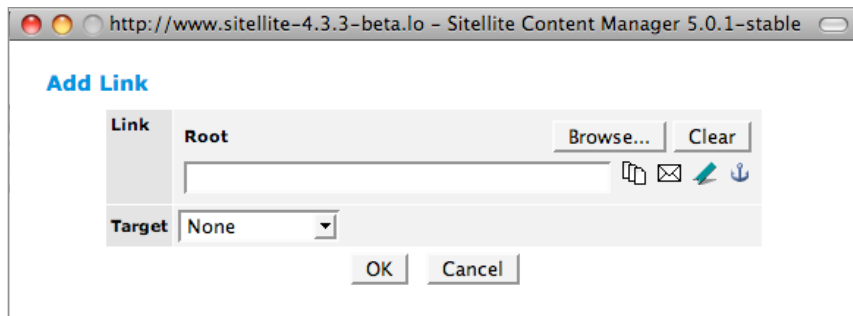 http://www.sitellite-4.3.3-beta.lo – Sitellite Content Manager 5.0.1-stable
Add Link
Link
Root Browse... Clear
Target None
OK Cancel